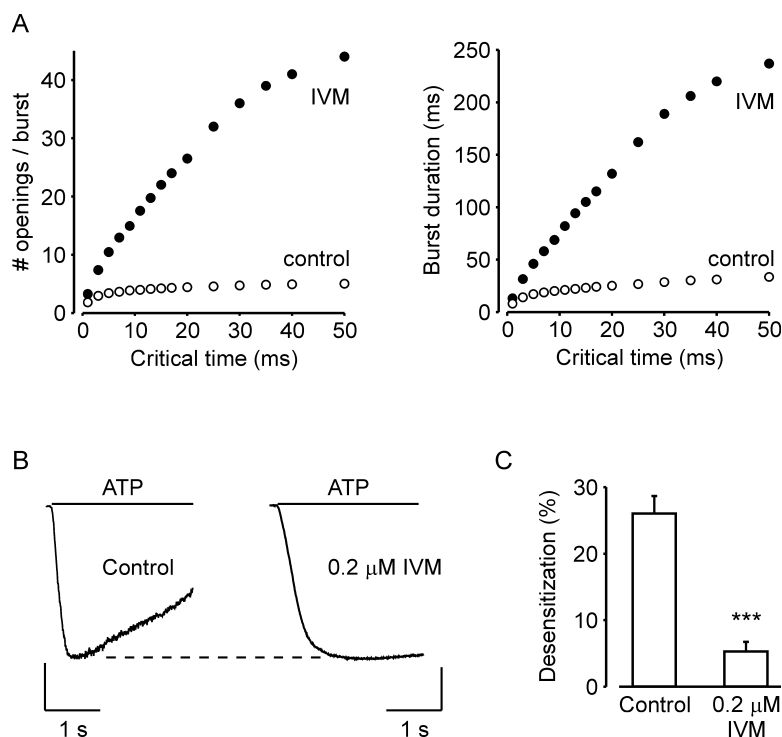 A
# openings / burst
40
30
20
10
0
IVM
control
0 10 20 30 40 50
Critical time (ms)
Burst duration (ms)
250
200
150
100
50
0
IVM
control
0 10 20 30 40 50
Critical time (ms)
B
ATP
Control
1 s
ATP
0.2 μM IVM
1 s
C
Desensitization (%)
30
20
10
0
***
Control
0.2 μM
IVM